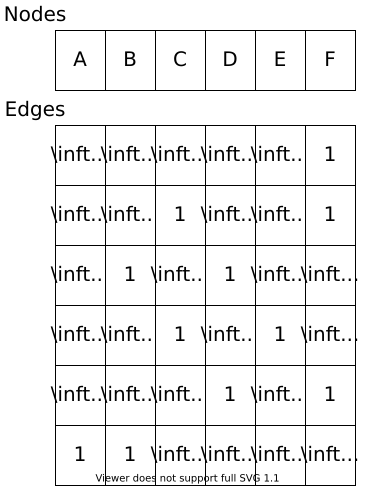 Nodes
A B C D E F
Edges
\inft... \inft... \inft... \inft... \inft... 1
\inft... \inft... 1 \inft... \inft... 1
\inft... 1 \inft... 1 \inft... \inft...
\inft... \inft... 1 \inft... 1 \inft...
\inft... \inft... \inft... 1 \inft... 1
1 1 \inft... \inft... \inft... \inft...
Viewer does not support full SVG 1.1